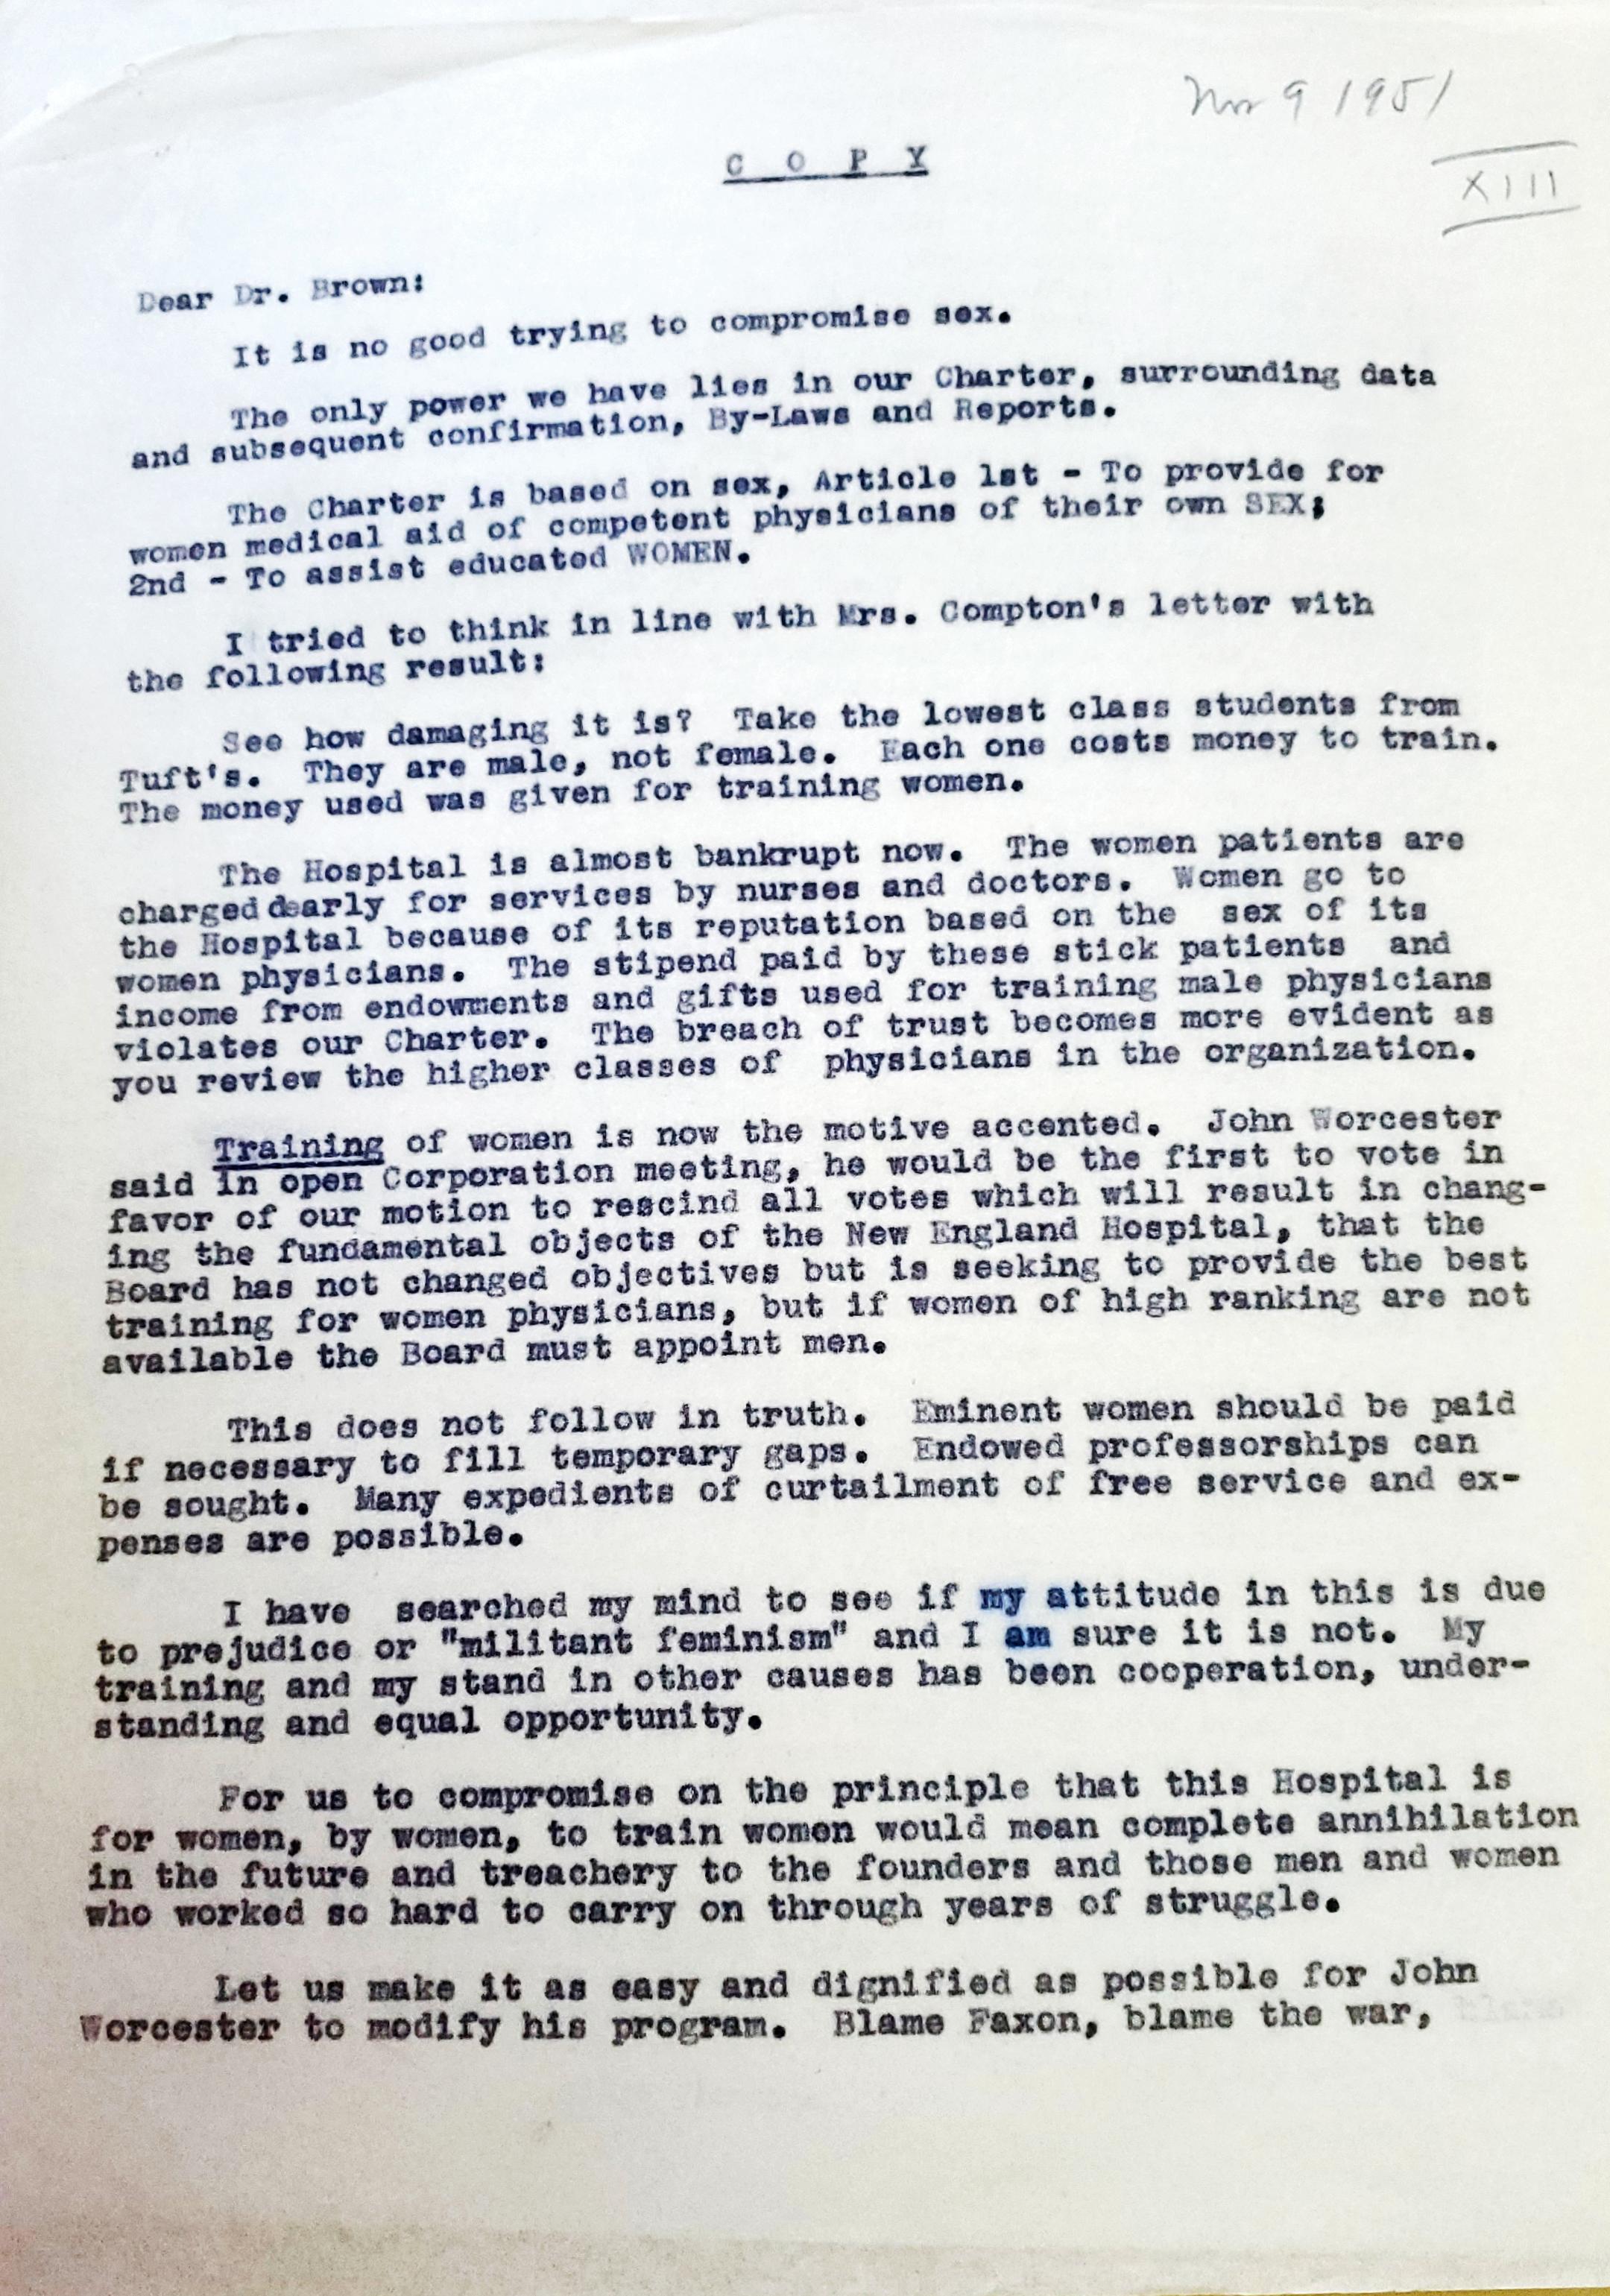 Nov 9 1951
C O P Y
XIII
Dear Dr. Brown:
It is no good trying to compromise sex.
The only power we have lies in our Charter, surrounding data
and subsequent confirmation, By-Laws and Reports.
The Charter is based on sex, Article 1st - To provide for
women medical aid of competent physicians of their own SEX;
2nd - To assist educated WOMEN.
I tried to think in line with Mrs. Compton's letter with
the following result:
See how damaging it is? Take the lowest class students from
Tuft's. They are male, not female. Each one costs money to train.
The money used was given for training women.
The Hospital is almost bankrupt now. The women patients are
charged dearly for services by nurses and doctors. Women go to
the Hospital because of its reputation based on the sex of its
women physicians. The stipend paid by these stick patients and
income from endowments and gifts used for training male physicians
violates our Charter. The breach of trust becomes more evident as
you review the higher classes of physicians in the organization.
Training of women is now the motive accented. John Worcester
said in open Corporation meeting, he would be the first to vote in
favor of our motion to rescind all votes which will result in chang-
ing the fundamental objects of the New England Hospital, that the
Board has not changed objectives but is seeking to provide the best
training for women physicians, but if women of high ranking are not
available the Board must appoint men.
This does not follow in truth. Eminent women should be paid
if necessary to fill temporary gaps. Endowed professorships can
be sought. Many expedients of curtailment of free service and ex-
penses are possible.
I have searched my mind to see if my attitude in this is due
to prejudice or "militant feminism" and I am sure it is not. My
training and my stand in other causes has been cooperation, under-
standing and equal opportunity.
For us to compromise on the principle that this Hospital is
for women, by women, to train women would mean complete annihilation
in the future and treachery to the founders and those men and women
who worked so hard to carry on through years of struggle.
Let us make it as easy and dignified as possible for John
Worcester to modify his program. Blame Faxon, blame the war,